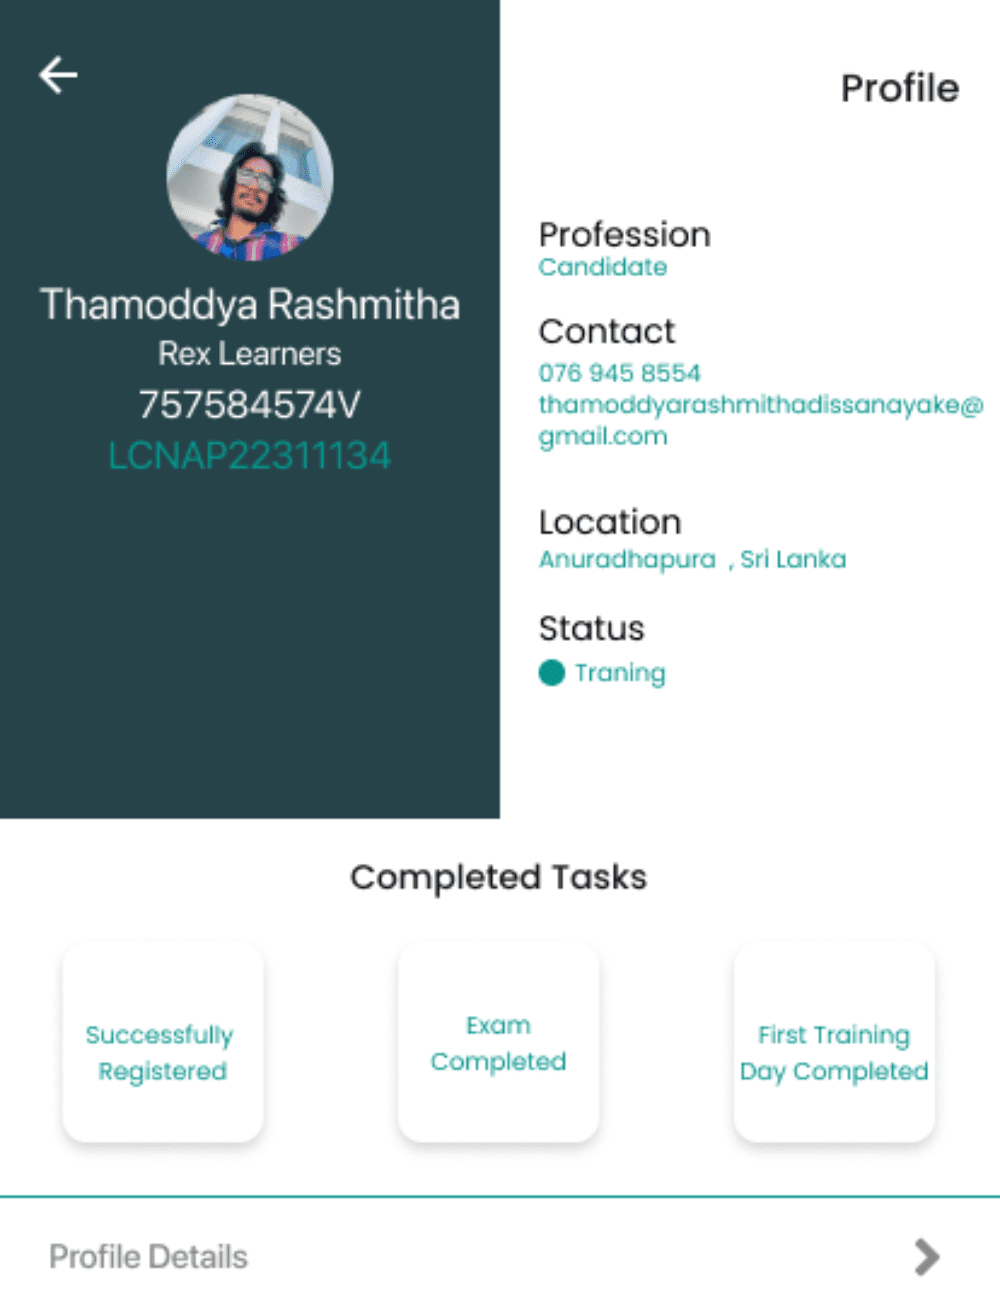 Profile
Thamoddya Rashmitha
Rex Learners
757584574V
LCNAP22311134
Profession
Candidate
Contact
076 945 8554
thamoddyarashmithadissanayake@
gmail.com
Location
Anuradhapura , Sri Lanka
Status
Traning
Completed Tasks
Successfully
Registered
Exam
Completed
First Training
Day Completed
Profile Details